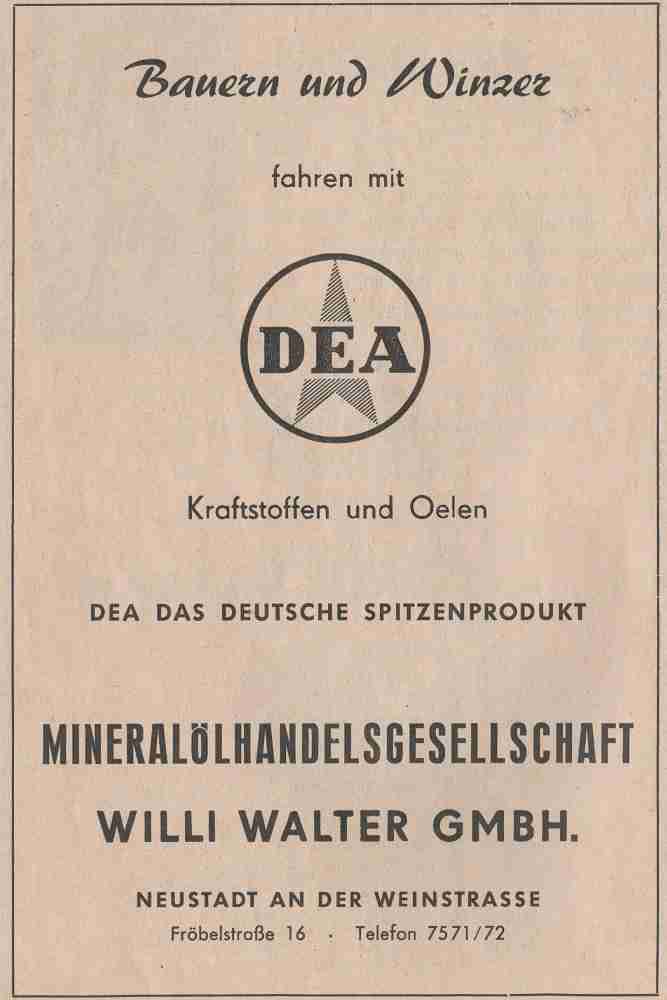 Bauern und Winzer
fahren mit
DEA
Kraftstoffen und Oelen
DEA DAS DEUTSCHE SPITZENPRODUKT
MINERALÖLHANDELSGESELLSCHAFT
WILLI WALTER GMBH.
NEUSTADT AN DER WEINSTRASSE
Fröbelstraße 16 · Telefon 7571/72